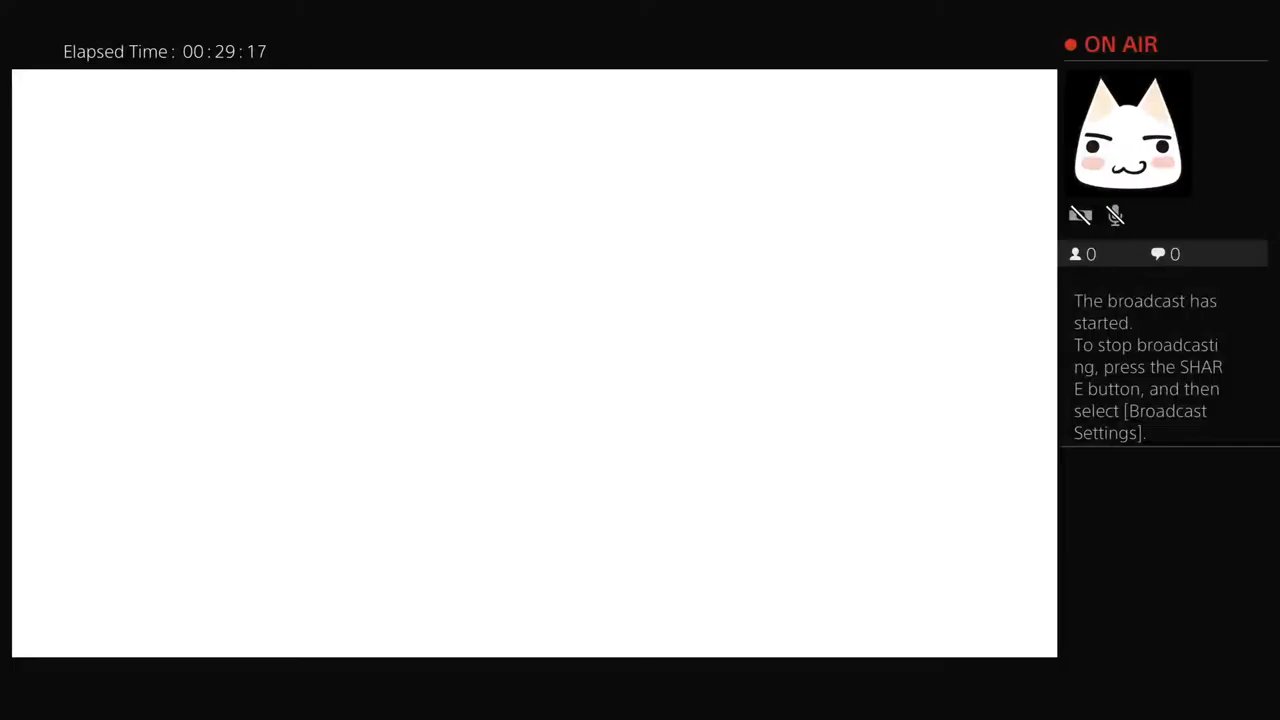 Elapsed Time: 00:29:17
ON AIR
0 0
The broadcast has
started.
To stop broadcasti
ng, press the SHAR
E button, and then
select [Broadcast
Settings].